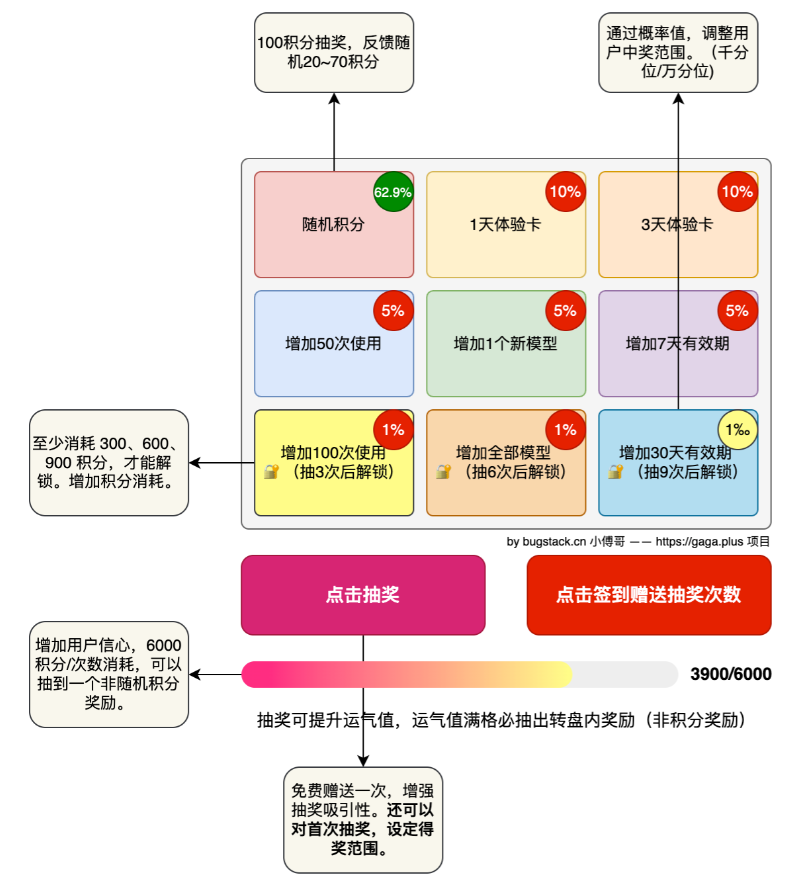 100积分抽奖，反馈随
机20~70积分
通过概率值，调整用
户中奖范围。（千分
位/万分位)
62.9%
随机积分
10%
1天体验卡
10%
3天体验卡
5%
增加50次使用
5%
增加1个新模型
5%
增加7天有效期
至少消耗 300、600、
900 积分，才能解
锁。增加积分消耗。
1%
增加100次使用
（抽3次后解锁）
1%
增加全部模型
（抽6次后解锁）
1‰
增加30天有效期
（抽9次后解锁）
by bugstack.cn 小傅哥 —— https://gaga.plus 项目
点击抽奖
点击签到赠送抽奖次数
增加用户信心，6000
积分/次数消耗，可以
抽到一个非随机积分
奖励。
3900/6000
抽奖可提升运气值，运气值满格必抽出转盘内奖励（非积分奖励）
免费赠送一次，增强
抽奖吸引性。还可以
对首次抽奖，设定得
奖范围。